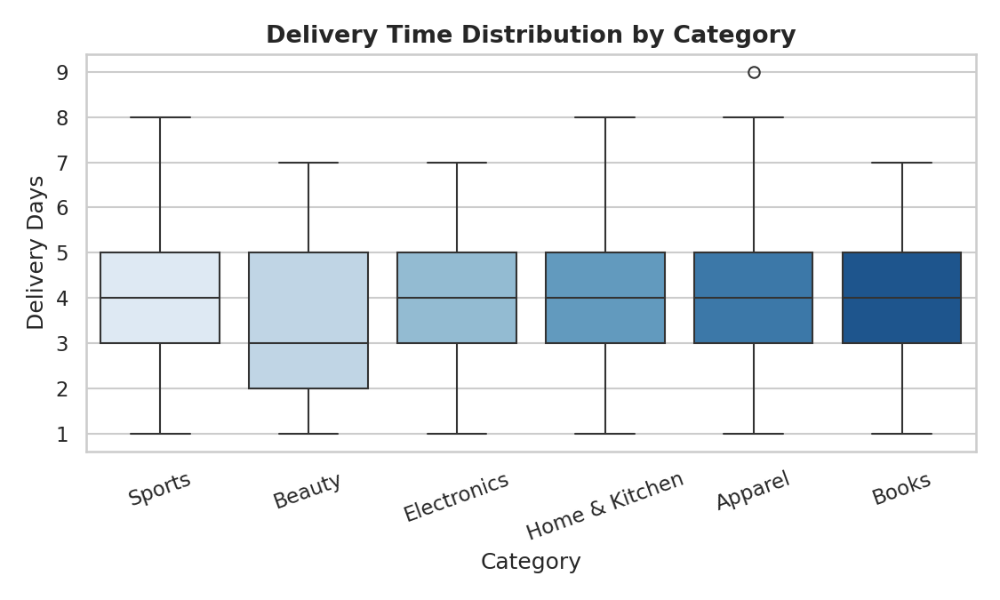 Delivery Time Distribution by Category
Delivery Days
9
8
7
6
5
4
3
2
1
Sports
Beauty
Electronics
Home & Kitchen
Apparel
Books
Category